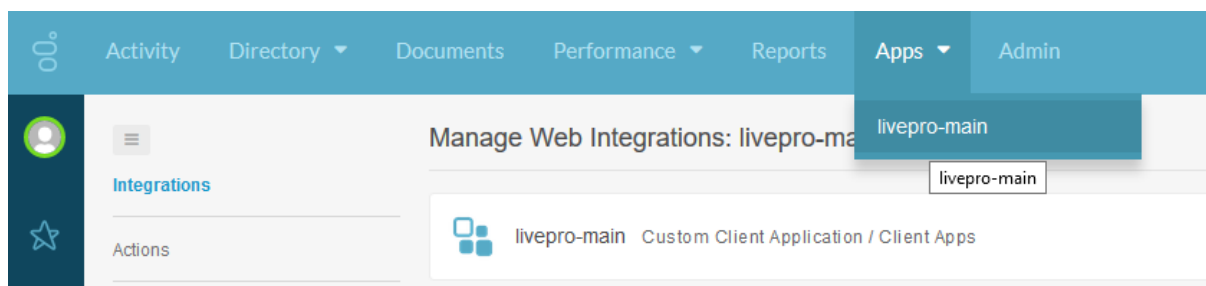 Activity Directory Documents Performance Reports Apps Admin
livepro-main
Manage Web Integrations: livepro-ma
livepro-main
Integrations
livepro-main Custom Client Application / Client Apps
Actions